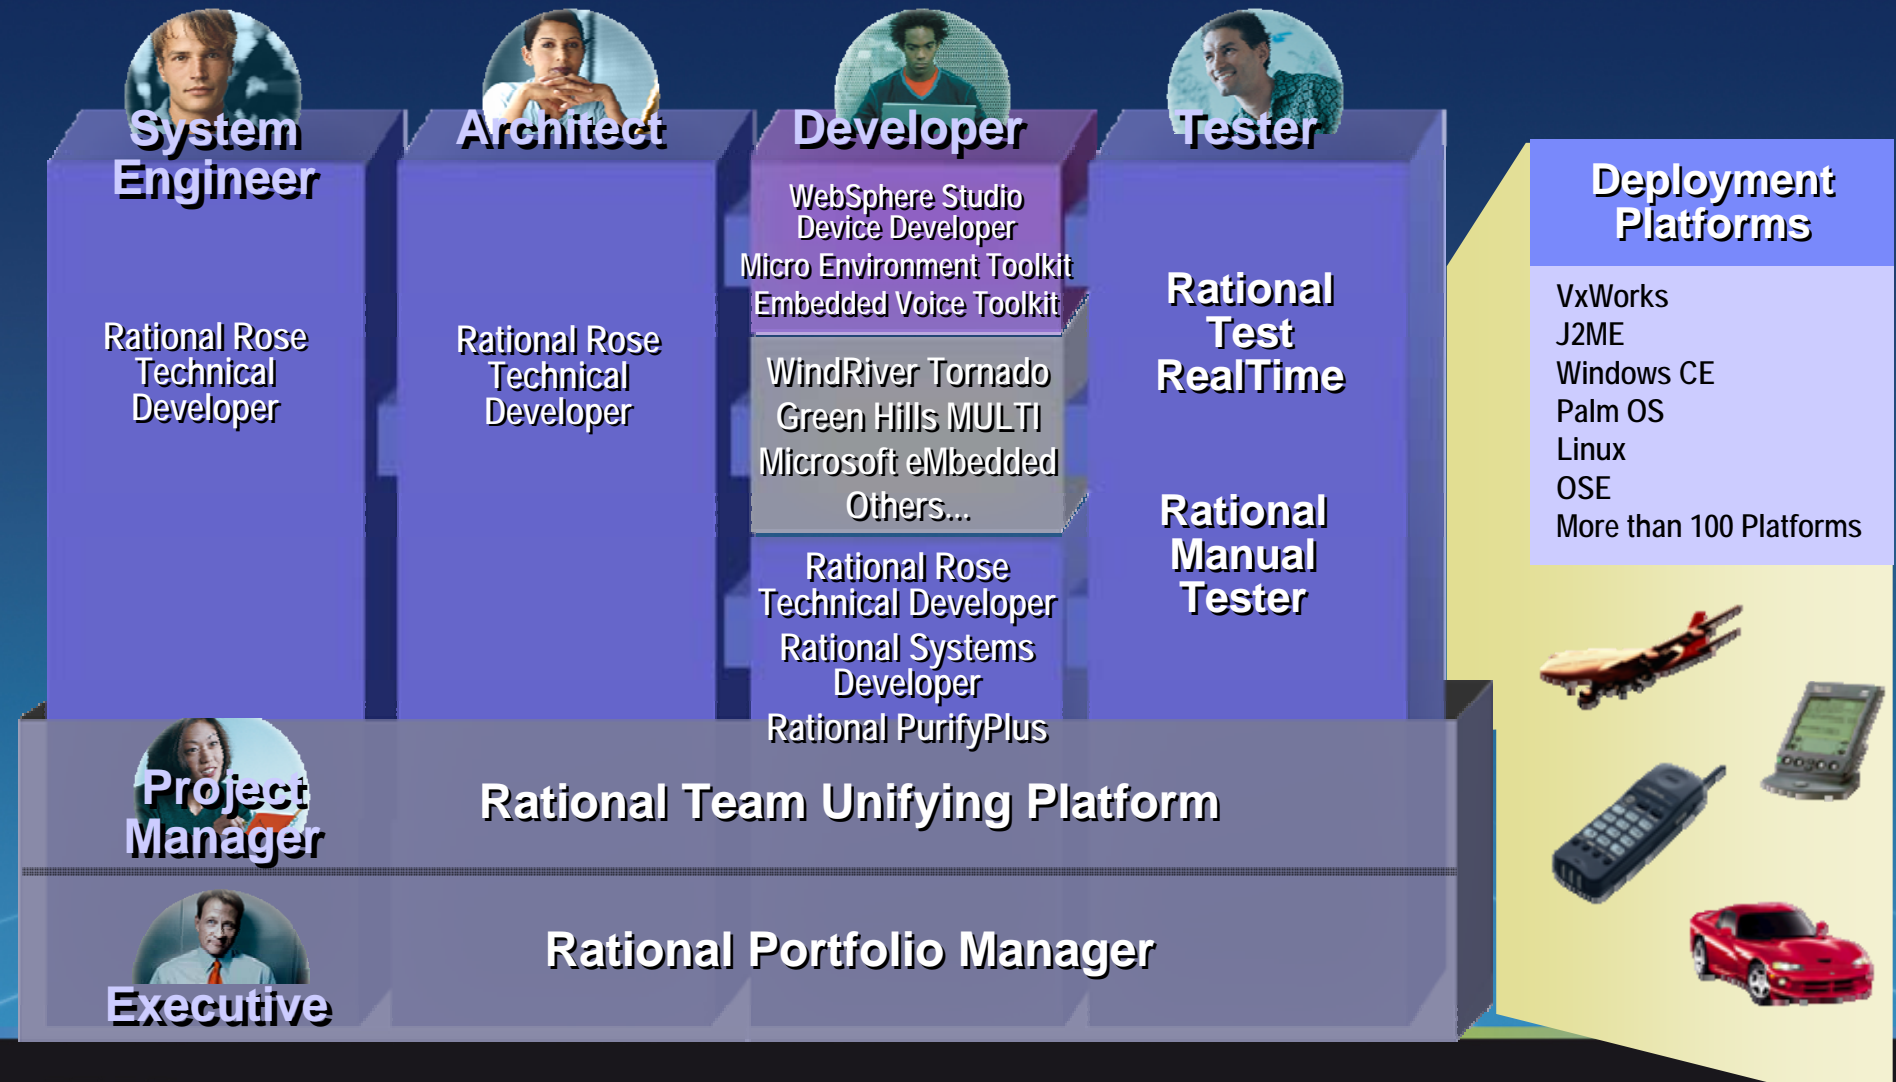 System
Engineer
Rational Rose
Technical
Developer
Architect
Rational Rose
Technical
Developer
Developer
WebSphere Studio
Device Developer
Micro Environment Toolkit
Embedded Voice Toolkit
WindRiver Tornado
Green Hills MULTI
Microsoft eMbedded
Others...
Rational Rose
Technical Developer
Rational Systems
Developer
Rational PurifyPlus
Tester
Rational
Test
RealTime
Rational
Manual
Tester
Project
Manager
Rational Team Unifying Platform
Executive
Rational Portfolio Manager
Deployment
Platforms
VxWorks
J2ME
Windows CE
Palm OS
Linux
OSE
More than 100 Platforms